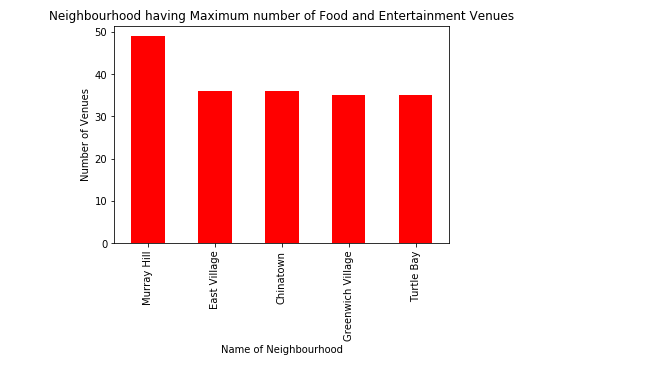 Neighbourhood having Maximum number of Food and Entertainment Venues
Number of Venues
50
40
30
20
10
0
Murray Hill
East Village
Chinatown
Greenwich Village
Turtle Bay
Name of Neighbourhood